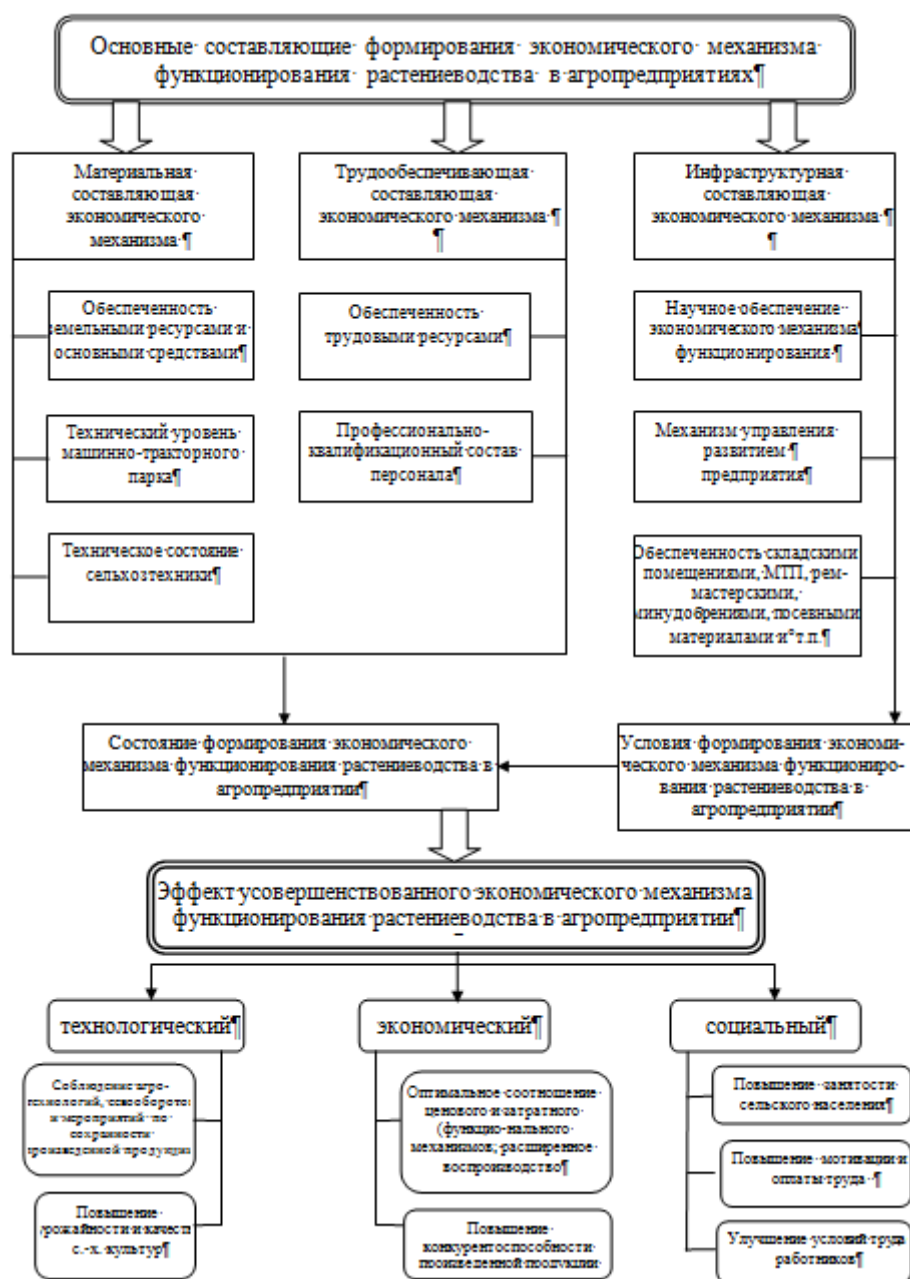 Основные составляющие формирования экономического механизма
функционирования растениеводства в агропредприятиях¶
Материальная
составляющая
экономического
механизма ¶
Трудообеспечивающая
составляющая
экономического механизма ¶
¶
Инфраструктурная
составляющая
экономического механизма ¶
¶
Обеспеченность
земельными ресурсами и
основными средствами¶
Обеспеченность
трудовыми ресурсами¶
Научное обеспечение
экономического механизма
функционирования ¶
Технический уровень
машинно-тракторного
парка¶
Профессионально-
квалификационный состав
персонала¶
Механизм управления
развитием ¶
предприятия¶
Техническое состояние
сельхозтехники¶
Обеспеченность складскими
помещениями, МТП, рем-
мастерскими,
минудобрениями, посевными
материалами и°т.п.¶
Состояние формирования экономического
механизма функционирования растениеводства в
агропредприятии¶
Условия формирования экономи-
ческого механизма функциониро-
вания растениеводства в
агропредприятии¶
Эффект усовершенствованного экономического механизма
функционирования растениеводства в агропредприятии¶
технологический¶
экономический¶
социальный¶
Соблюдение агро-
технологий, севооборотов
и мероприятий по
сохранности
произведенной продукции
Оптимальное соотношение
ценового и затратного
(функцио-нального
механизмов; расширенное
воспроизводство¶
Повышение занятости
сельского населения¶
Повышение мотивации и
оплаты труда ¶
Повышение
урожайности и качеств
с.-х. культур¶
Повышение
конкурентоспособности
произведенной продукции
Улучшение условий труда
работников¶